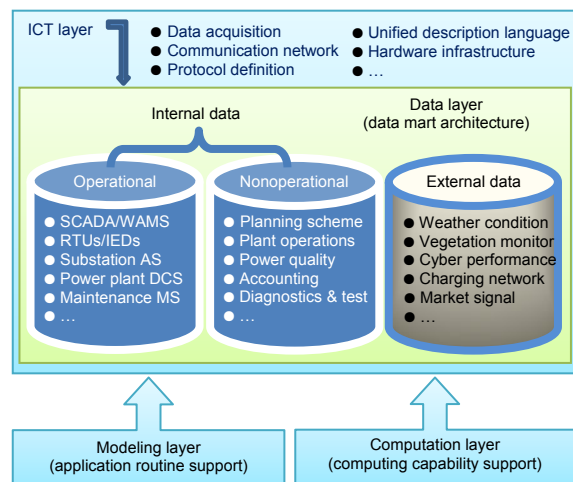 ICT layer
● Data acquisition
● Communication network
● Protocol definition
● Unified description language
● Hardware infrastructure
● …
Internal data
Data layer
(data mart architecture)
Operational
● SCADA/WAMS
● RTUs/IEDs
● Substation AS
● Power plant DCS
● Maintenance MS
● …
Nonoperational
● Planning scheme
● Plant operations
● Power quality
● Accounting
● Diagnostics & test
● …
External data
● Weather condition
● Vegetation monitor
● Cyber performance
● Charging network
● Market signal
● …
Modeling layer
(application routine support)
Computation layer
(computing capability support)